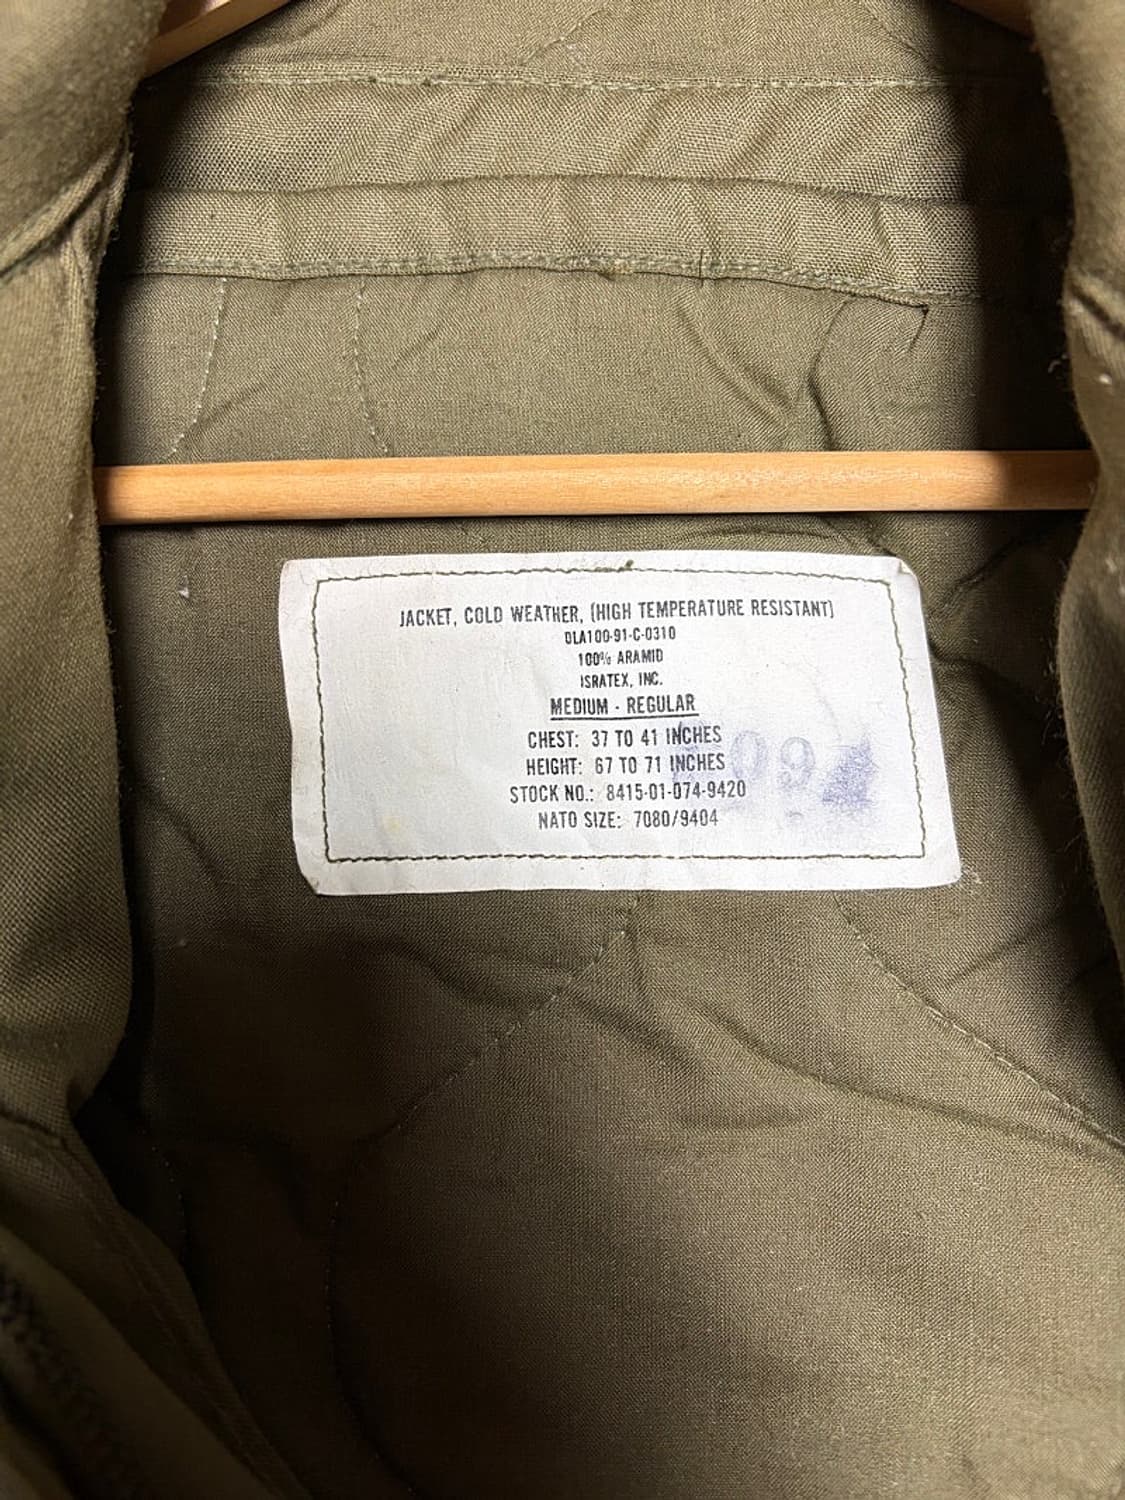 JACKET, COLD WEATHER, (HIGH TEMPERATURE RESISTANT)
DLA100-91-C-0310
100% ARAMID
ISRATEX, INC.
MEDIUM - REGULAR
CHEST: 37 TO 41 INCHES
HEIGHT: 67 TO 71 INCHES
STOCK NO.: 8415-01-074-9420
NATO SIZE: 7080/9404